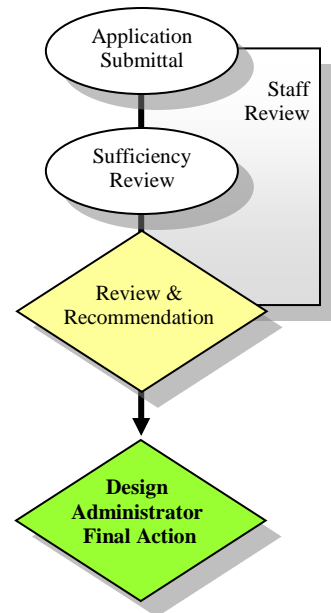 Application
Submittal
Staff
Review
Sufficiency
Review
Review &
Recommendation
Design
Administrator
Final Action